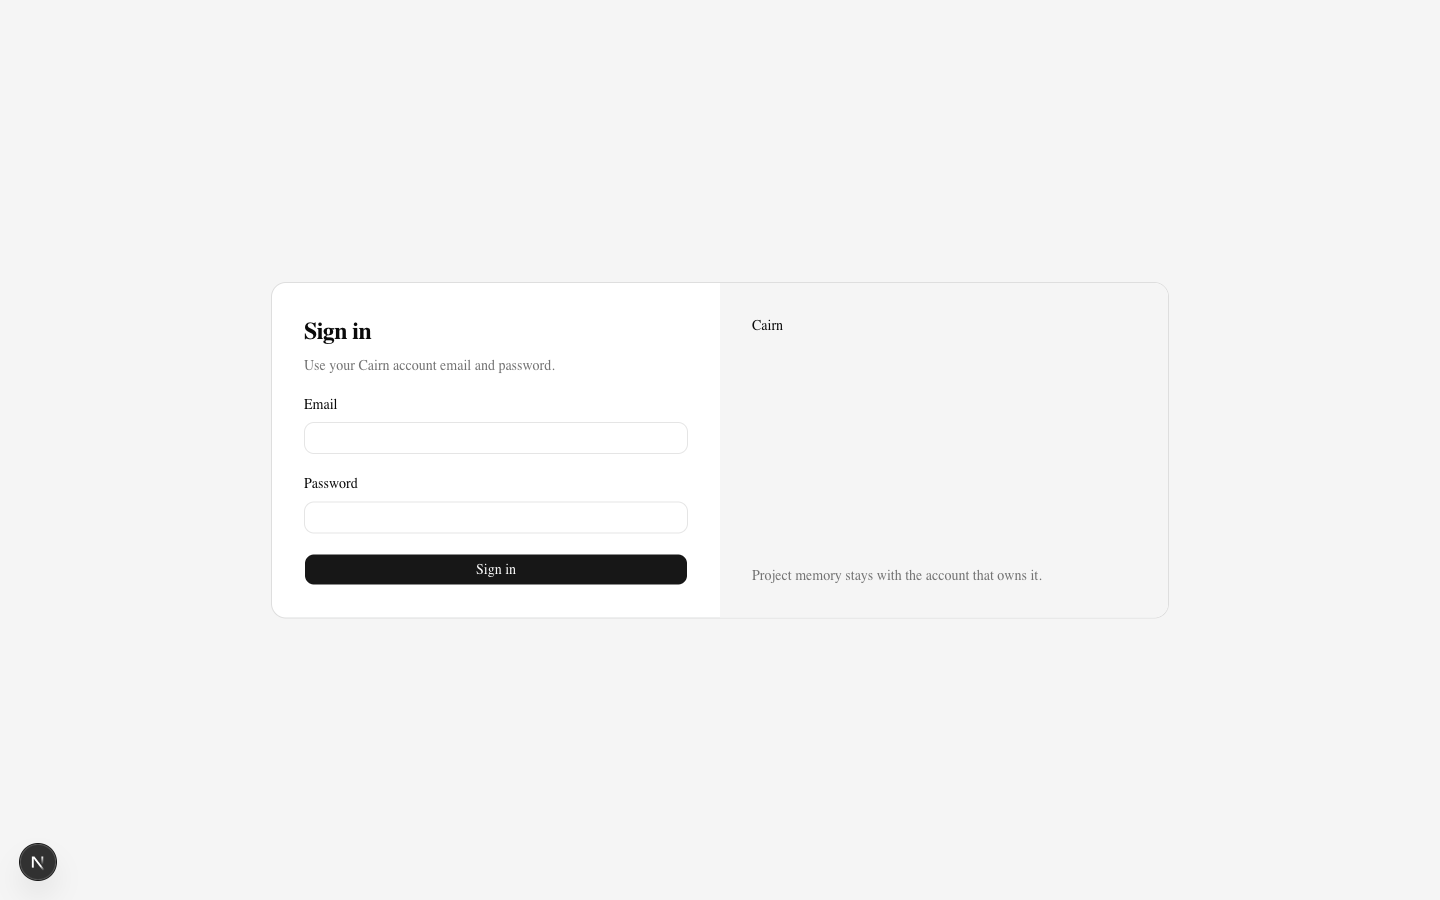 Sign in
Use your Cairn account email and password.
Email
Password
Sign in
Cairn
Project memory stays with the account that owns it.
N